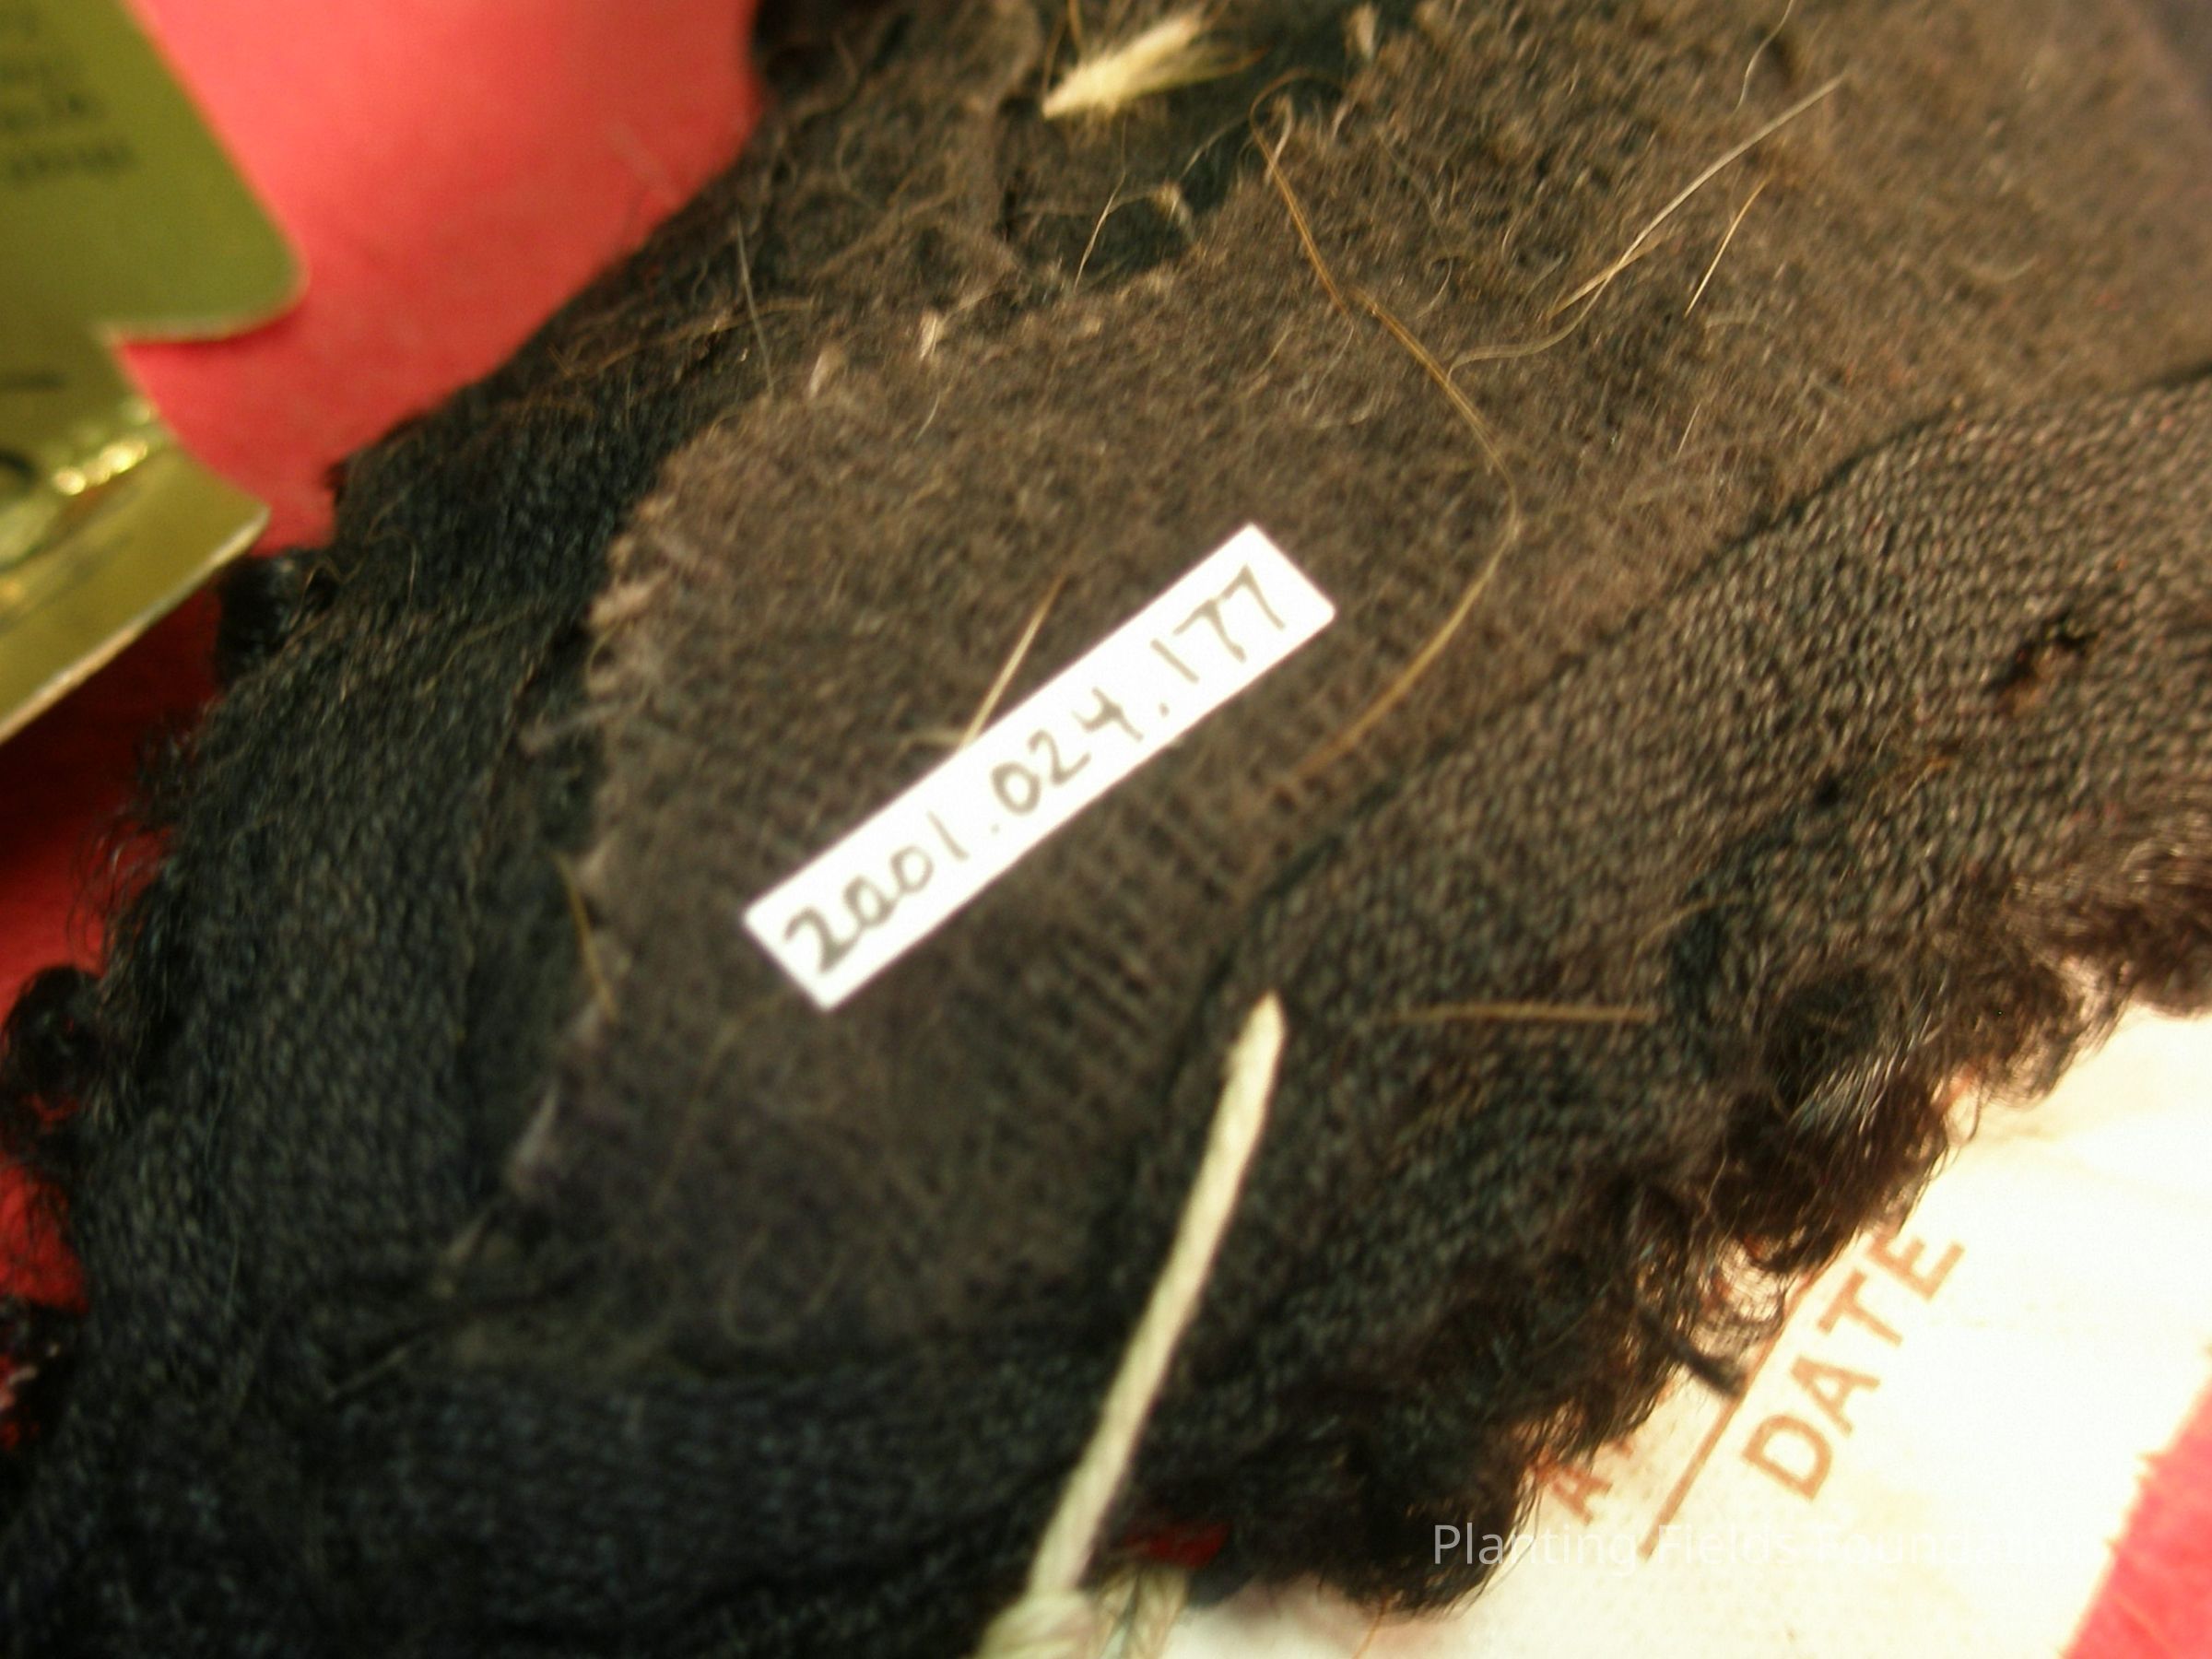 2001.024.177
DATE
Planting Fields Foundation